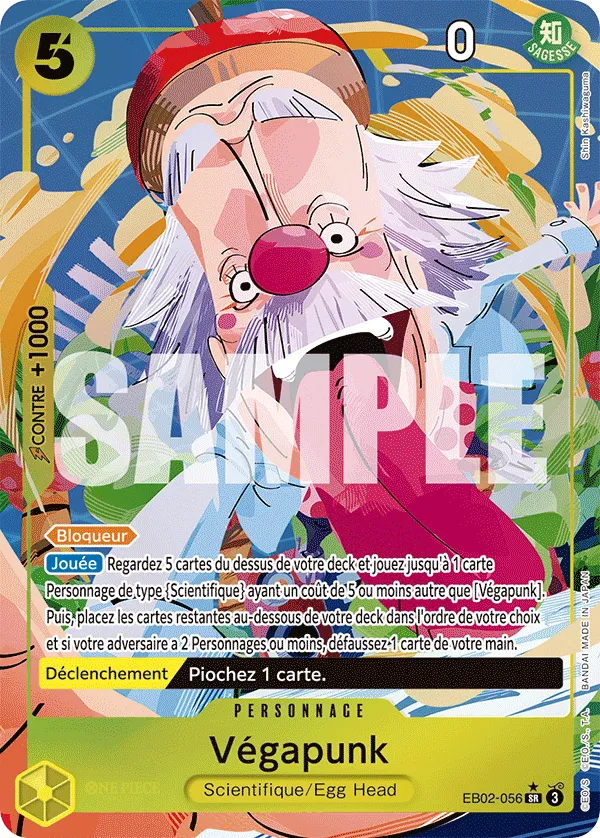 5
0
知
SAGESSE
Shin Kashiwaguma
CONTRE +1000
SAMPLE
Bloqueur
Jouée Regardez 5 cartes du dessus de votre deck et jouez jusqu'à 1 carte
Personnage de type {Scientifique} ayant un coût de 5 ou moins autre que [Végapunk].
Puis, placez les cartes restantes au-dessous de votre deck dans l'ordre de votre choix
et si votre adversaire a 2 Personnages ou moins, défaussez 1 carte de votre main.
Déclenchement Piochez 1 carte.
PERSONNAGE
Végapunk
Scientifique/Egg Head
ONE PIECE
EB02-056 SR 3
©EO/S ©EO/S., T.A. BANDAI MADE IN JAPAN